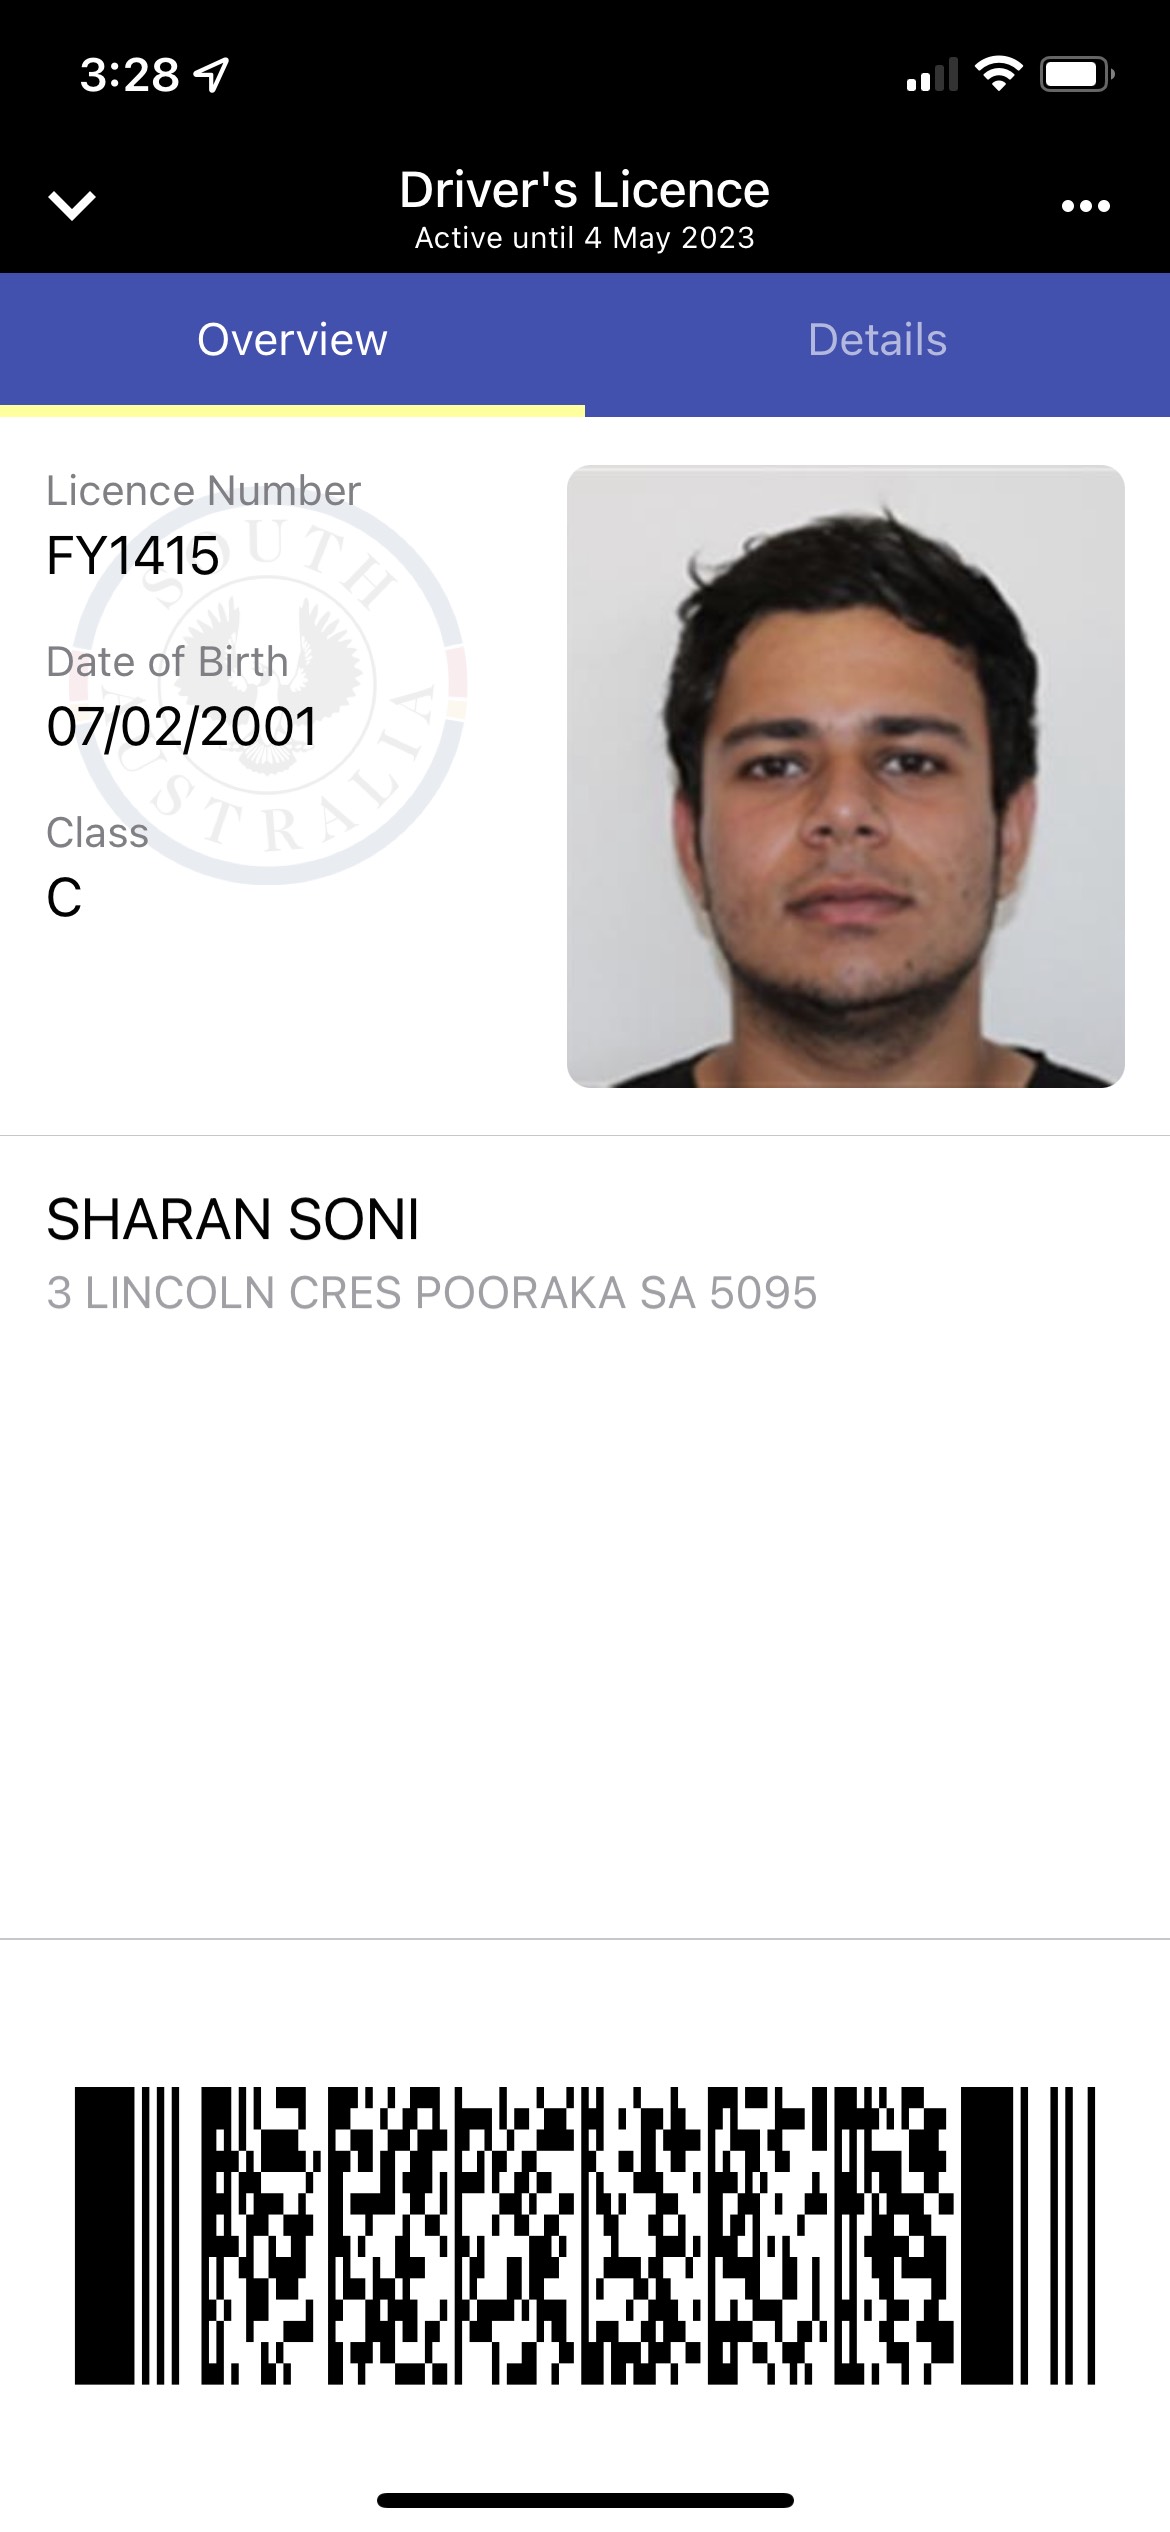 3:28
Driver's Licence
Active until 4 May 2023
Overview
Details
Licence Number
FY1415
Date of Birth
07/02/2001
Class
C
SOUTH AUSTRALIA
SHARAN SONI
3 LINCOLN CRES POORAKA SA 5095